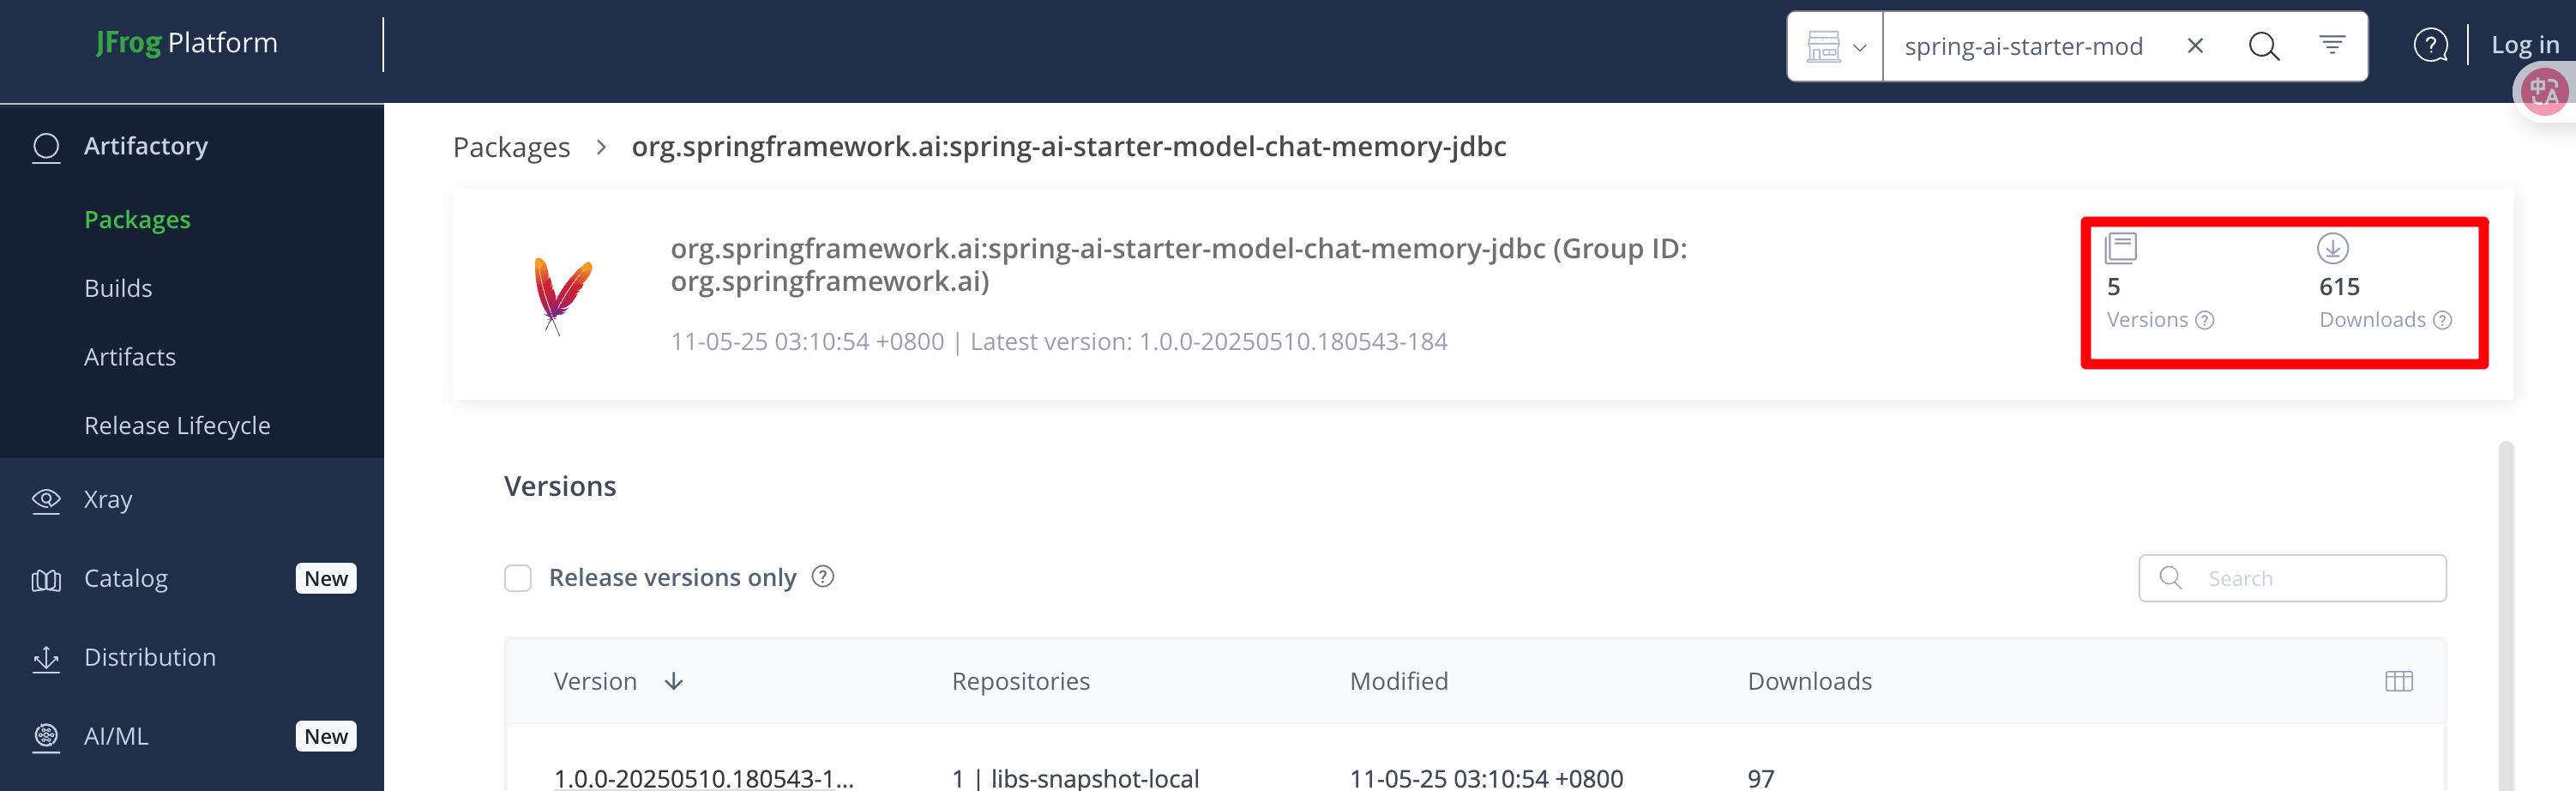 JFrog Platform
spring-ai-starter-mod
Log in
中A
Artifactory
Packages
Builds
Artifacts
Release Lifecycle
Xray
Catalog New
Distribution
AI/ML New
Packages > org.springframework.ai:spring-ai-starter-model-chat-memory-jdbc
org.springframework.ai:spring-ai-starter-model-chat-memory-jdbc (Group ID:
org.springframework.ai)
11-05-25 03:10:54 +0800 | Latest version: 1.0.0-20250510.180543-184
5
Versions
615
Downloads
Versions
Release versions only
Search
Version Repositories Modified Downloads
1.0.0-20250510.180543-1... 1 | libs-snapshot-local 11-05-25 03:10:54 +0800 97